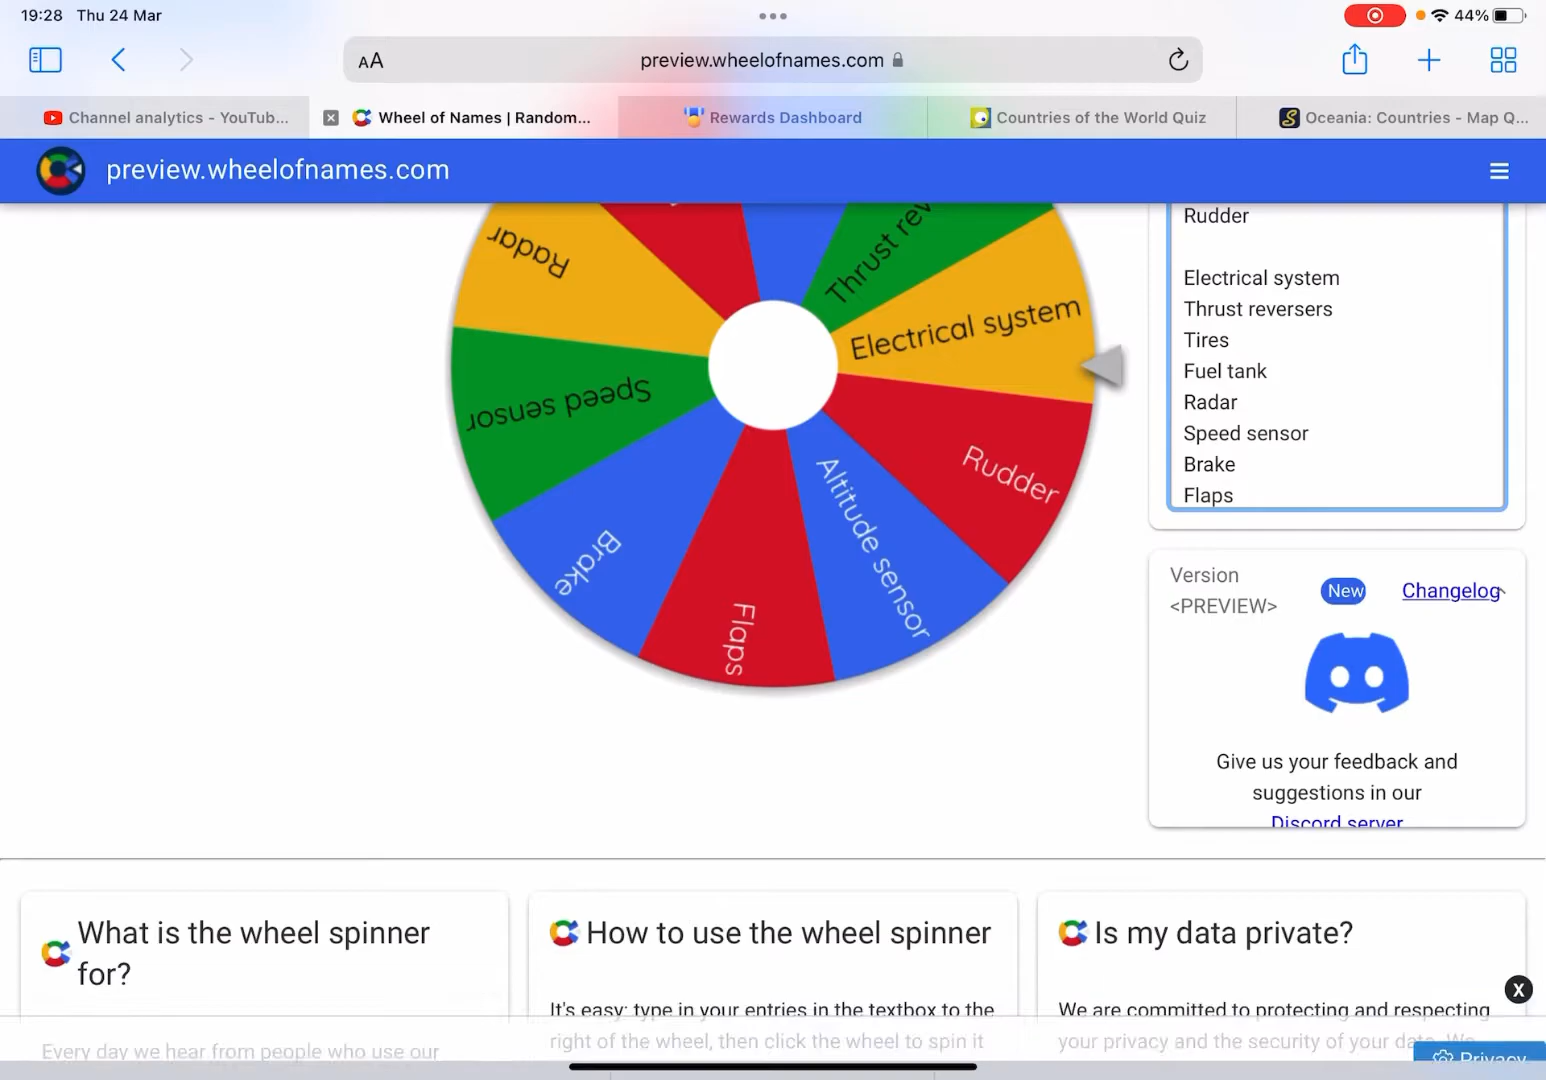 19:28 Thu 24 Mar
44%
AA
preview.wheelofnames.com
Channel analytics - YouTub...
Wheel of Names | Random...
Rewards Dashboard
Countries of the World Quiz
Oceania: Countries - Map Q...
preview.wheelofnames.com
Radar
Thrust rev
Electrical system
Speed sensor
Rudder
Altitude sensor
Brake
Flaps
Rudder
Electrical system
Thrust reversers
Tires
Fuel tank
Radar
Speed sensor
Brake
Flaps
Version
<PREVIEW>
New
Changelog
Give us your feedback and
suggestions in our
Discord server
What is the wheel spinner
for?
Every day we hear from people who use our
How to use the wheel spinner
It's easy: type in your entries in the textbox to the
right of the wheel, then click the wheel to spin it
Is my data private?
We are committed to protecting and respecting
your privacy and the security of your data. We
X
Privacy